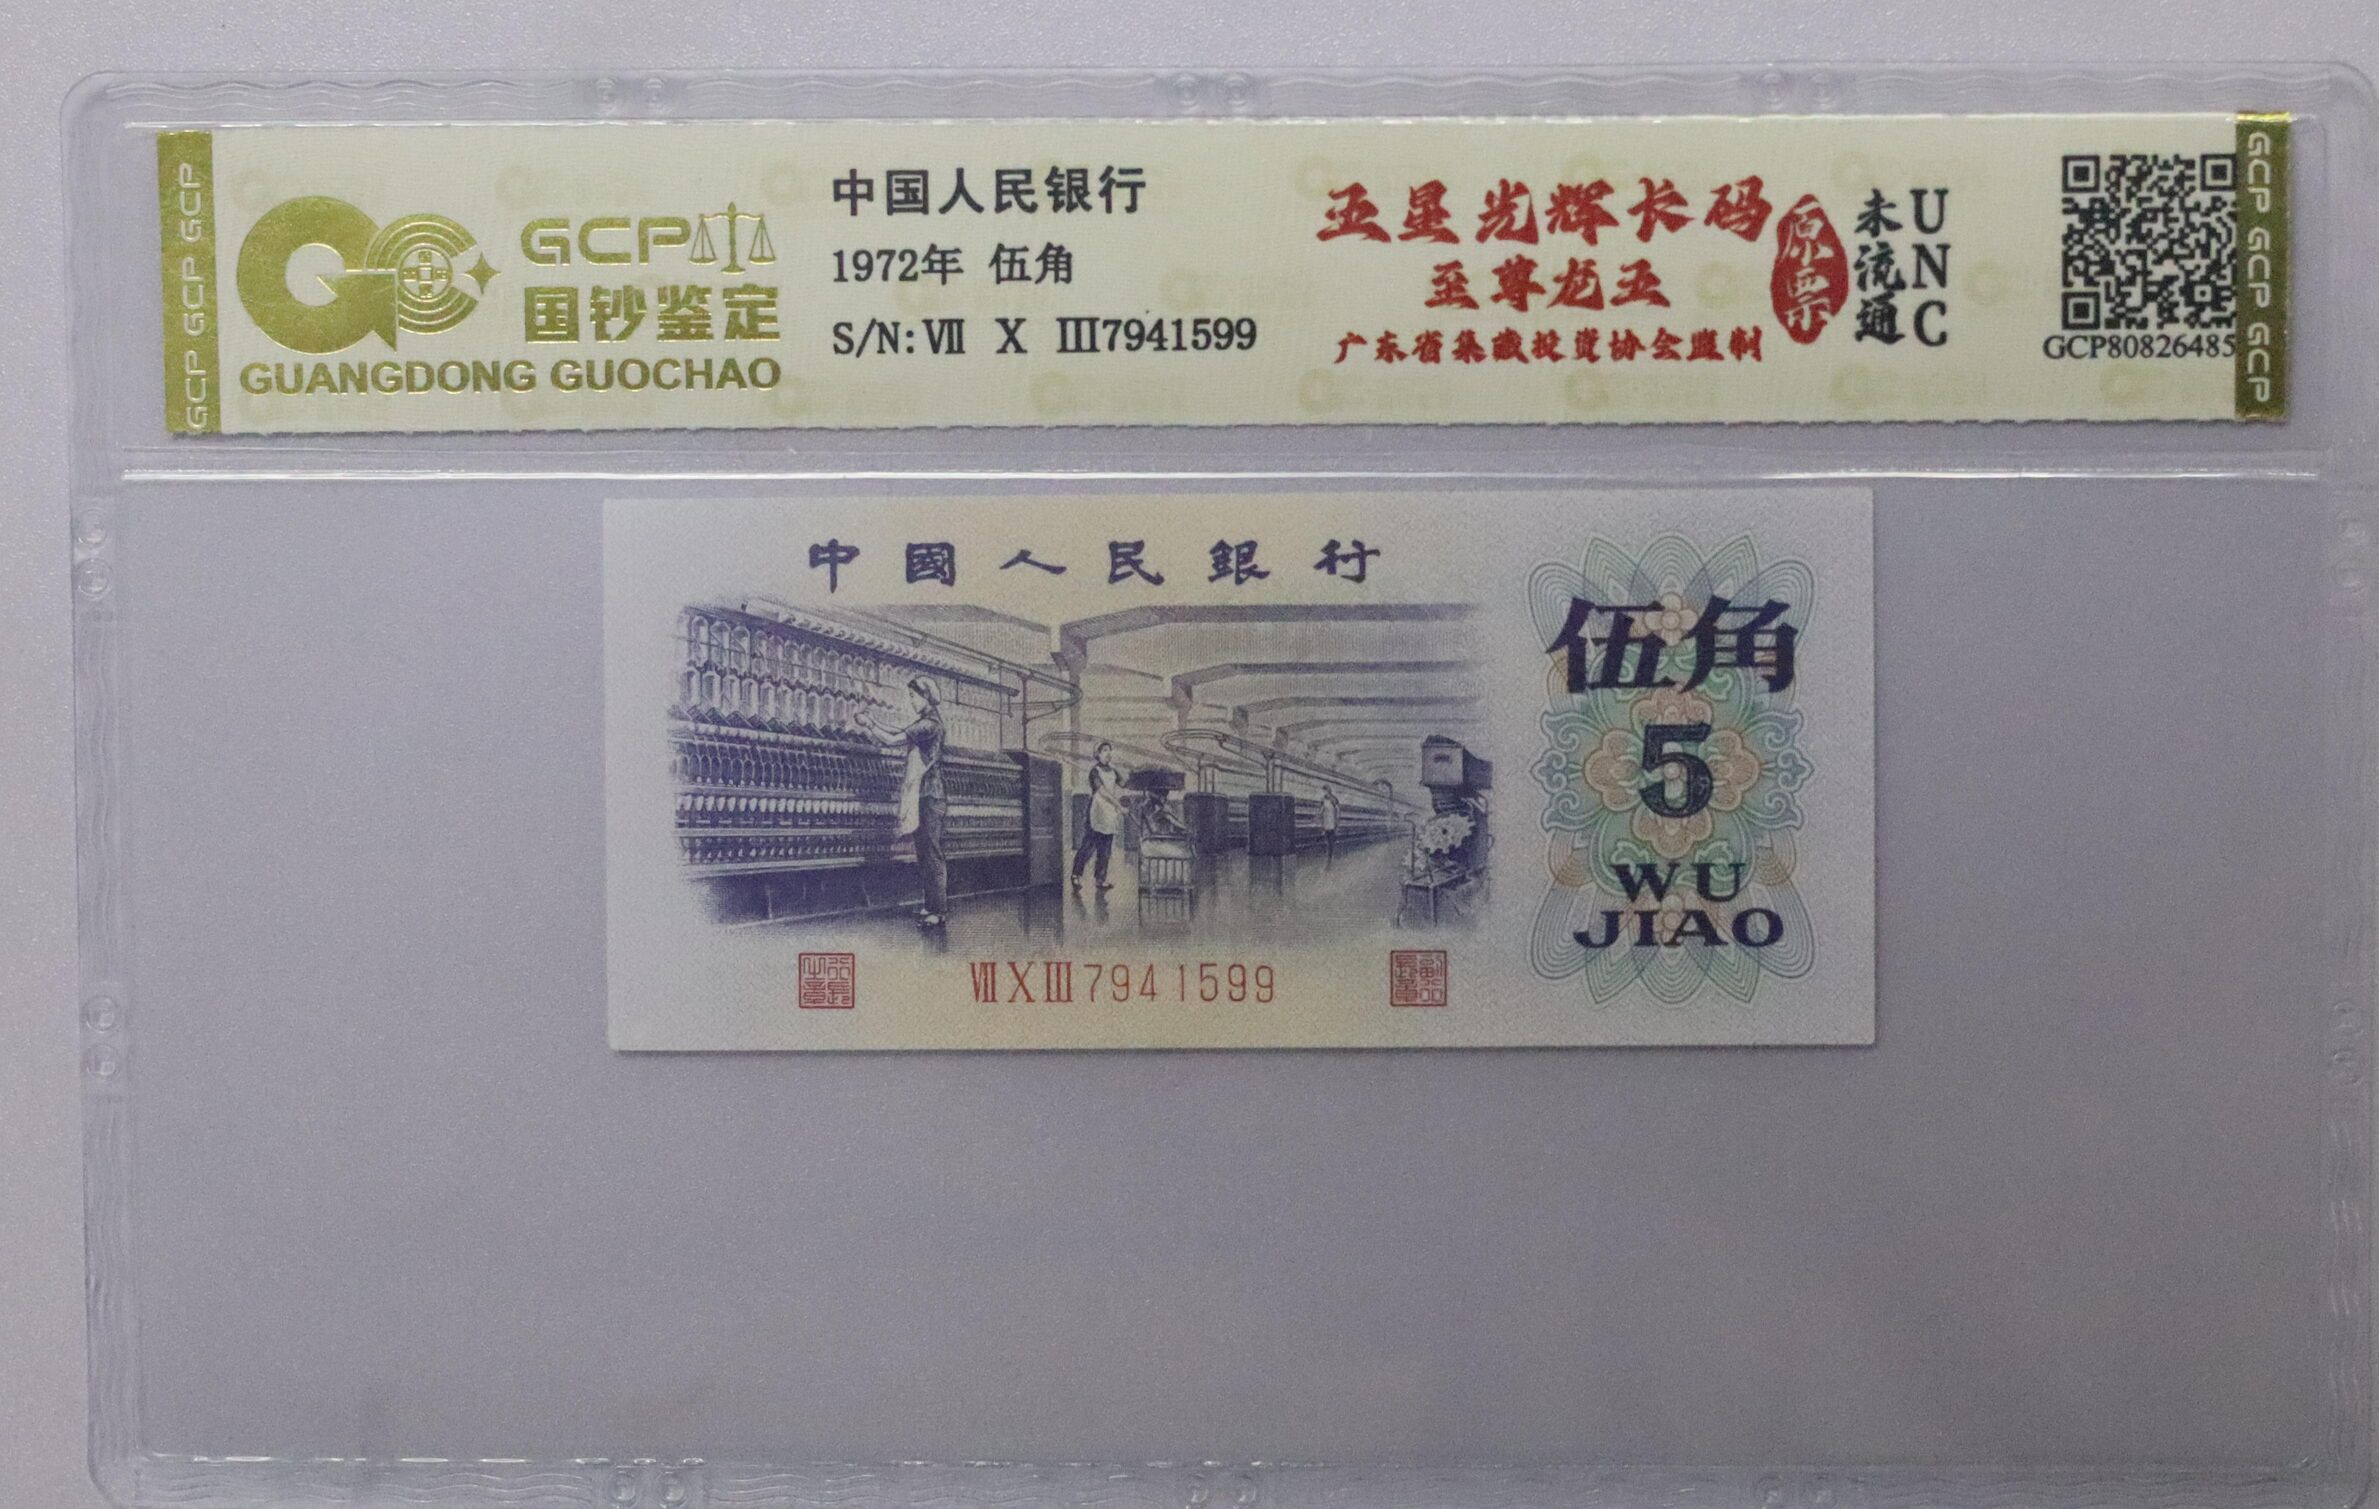 GCP GCP GCP
GCP
国钞鉴定
GUANGDONG GUOCHAO
中国人民银行
1972年 伍角
S/N: Ⅶ X Ⅲ7941599
五星光辉长码
至尊龙五
广东省集藏投资协会监制
原票
未流通
UNC
GCP80826485
GCP GCP GCP
中國人民銀行
伍角
5
WU
JIAO
ⅦXⅢ7941599